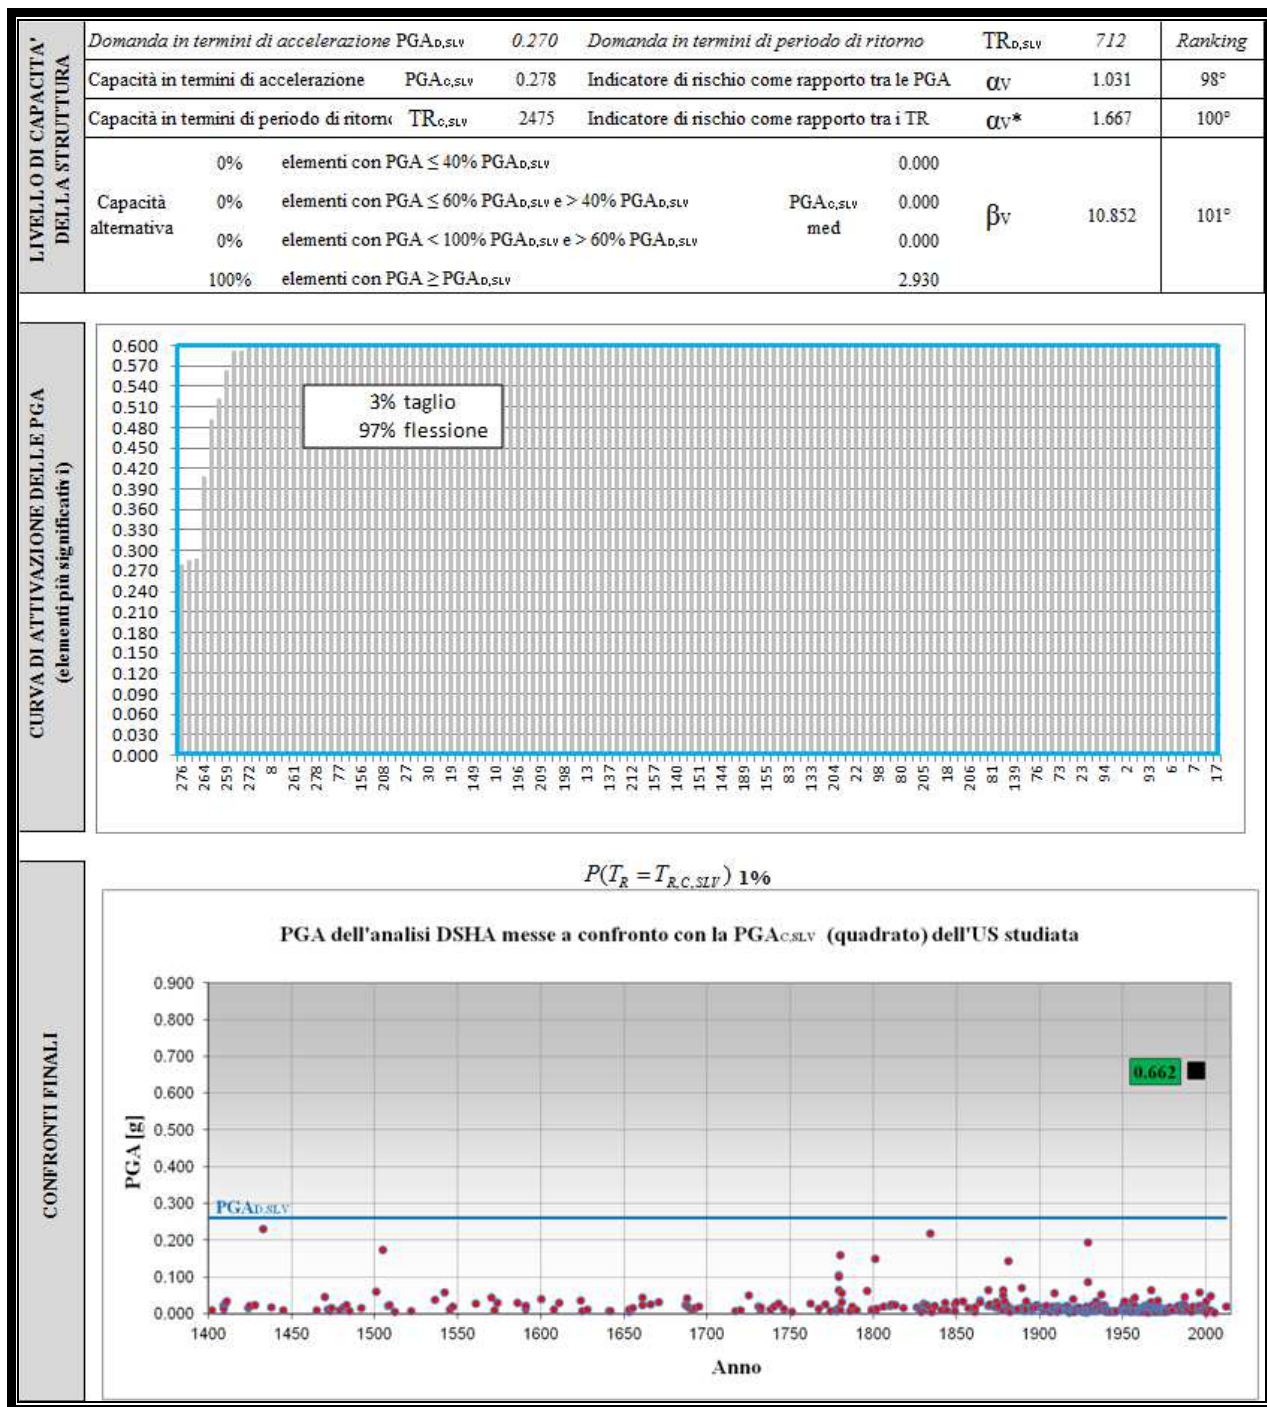 LIVELLO DI CAPACITA'
DELLA STRUTTURA
Domanda in termini di accelerazione PGAD,SLV 0.270 Domanda in termini di periodo di ritorno TRD,SLV 712 Ranking
Capacità in termini di accelerazione PGAC,SLV 0.278 Indicatore di rischio come rapporto tra le PGA αV 1.031 98°
Capacità in termini di periodo di ritorno TRC,SLV 2475 Indicatore di rischio come rapporto tra i TR αV* 1.667 100°
Capacità
alternativa
0% elementi con PGA ≤ 40% PGAD,SLV 0.000
0% elementi con PGA ≤ 60% PGAD,SLV e > 40% PGAD,SLV 0.000
0% elementi con PGA < 100% PGAD,SLV e > 60% PGAD,SLV 0.000
100% elementi con PGA ≥ PGAD,SLV 2.930
PGAC,SLV
med
βV 10.852 101°
CURVA DI ATTIVAZIONE DELLE PGA
(elementi più significativi)
0.600
0.570
0.540
0.510
0.480
0.450
0.420
0.390
0.360
0.330
0.300
0.270
0.240
0.210
0.180
0.150
0.120
0.090
0.060
0.030
0.000
3% taglio
97% flessione
276 264 259 272 8 261 278 77 156 208 27 30 19 149 10 196 209 198 13 137 212 157 140 151 144 189 155 83 133 204 22 98 80 205 18 206 81 139 76 73 23 94 2 93 6 7 17
CONFRONTI FINALI
P(TR = TR,C,SLV) 1%
PGA dell'analisi DSHA messe a confronto con la PGAC,SLV (quadrato) dell'US studiata
PGA [g]
0.900
0.800
0.700
0.600
0.500
0.400
0.300
0.200
0.100
0.000
0.662
PGAD,SLV
1400 1450 1500 1550 1600 1650 1700 1750 1800 1850 1900 1950 2000
Anno